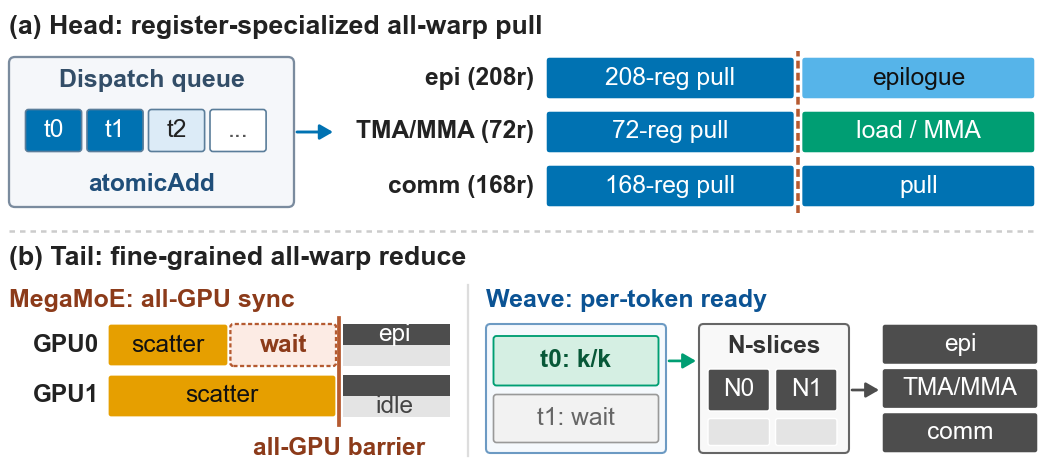 (a) Head: register-specialized all-warp pull
Dispatch queue
t0 t1 t2 ...
atomicAdd
epi (208r) 208-reg pull epilogue
TMA/MMA (72r) 72-reg pull load / MMA
comm (168r) 168-reg pull pull
(b) Tail: fine-grained all-warp reduce
MegaMoE: all-GPU sync
GPU0 scatter wait epi
GPU1 scatter idle
all-GPU barrier
Weave: per-token ready
t0: k/k
t1: wait
N-slices
N0 N1
epi
TMA/MMA
comm